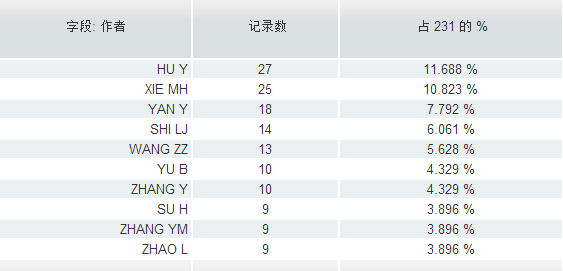 字段: 作者 记录数 占 231 的 %
HU Y 27 11.688 %
XIE MH 25 10.823 %
YAN Y 18 7.792 %
SHI LJ 14 6.061 %
WANG ZZ 13 5.628 %
YU B 10 4.329 %
ZHANG Y 10 4.329 %
SU H 9 3.896 %
ZHANG YM 9 3.896 %
ZHAO L 9 3.896 %